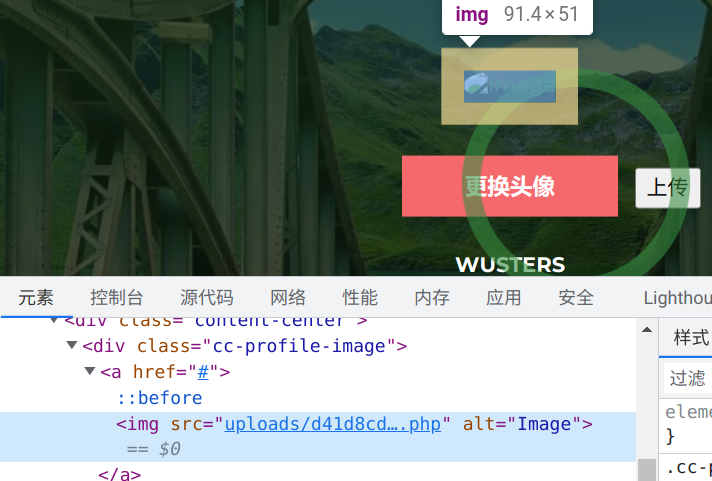 img 91.4 × 51
Image
更换头像
上传
WUSTERS
元素 控制台 源代码 网络 性能 内存 应用 安全 Lighthou
<div class="content-center">
<div class="cc-profile-image">
<a href="#">
::before
<img src="uploads/d41d8cd….php" alt="Image">
== $0
</a>
样式
过滤
eleme
}
.cc-p